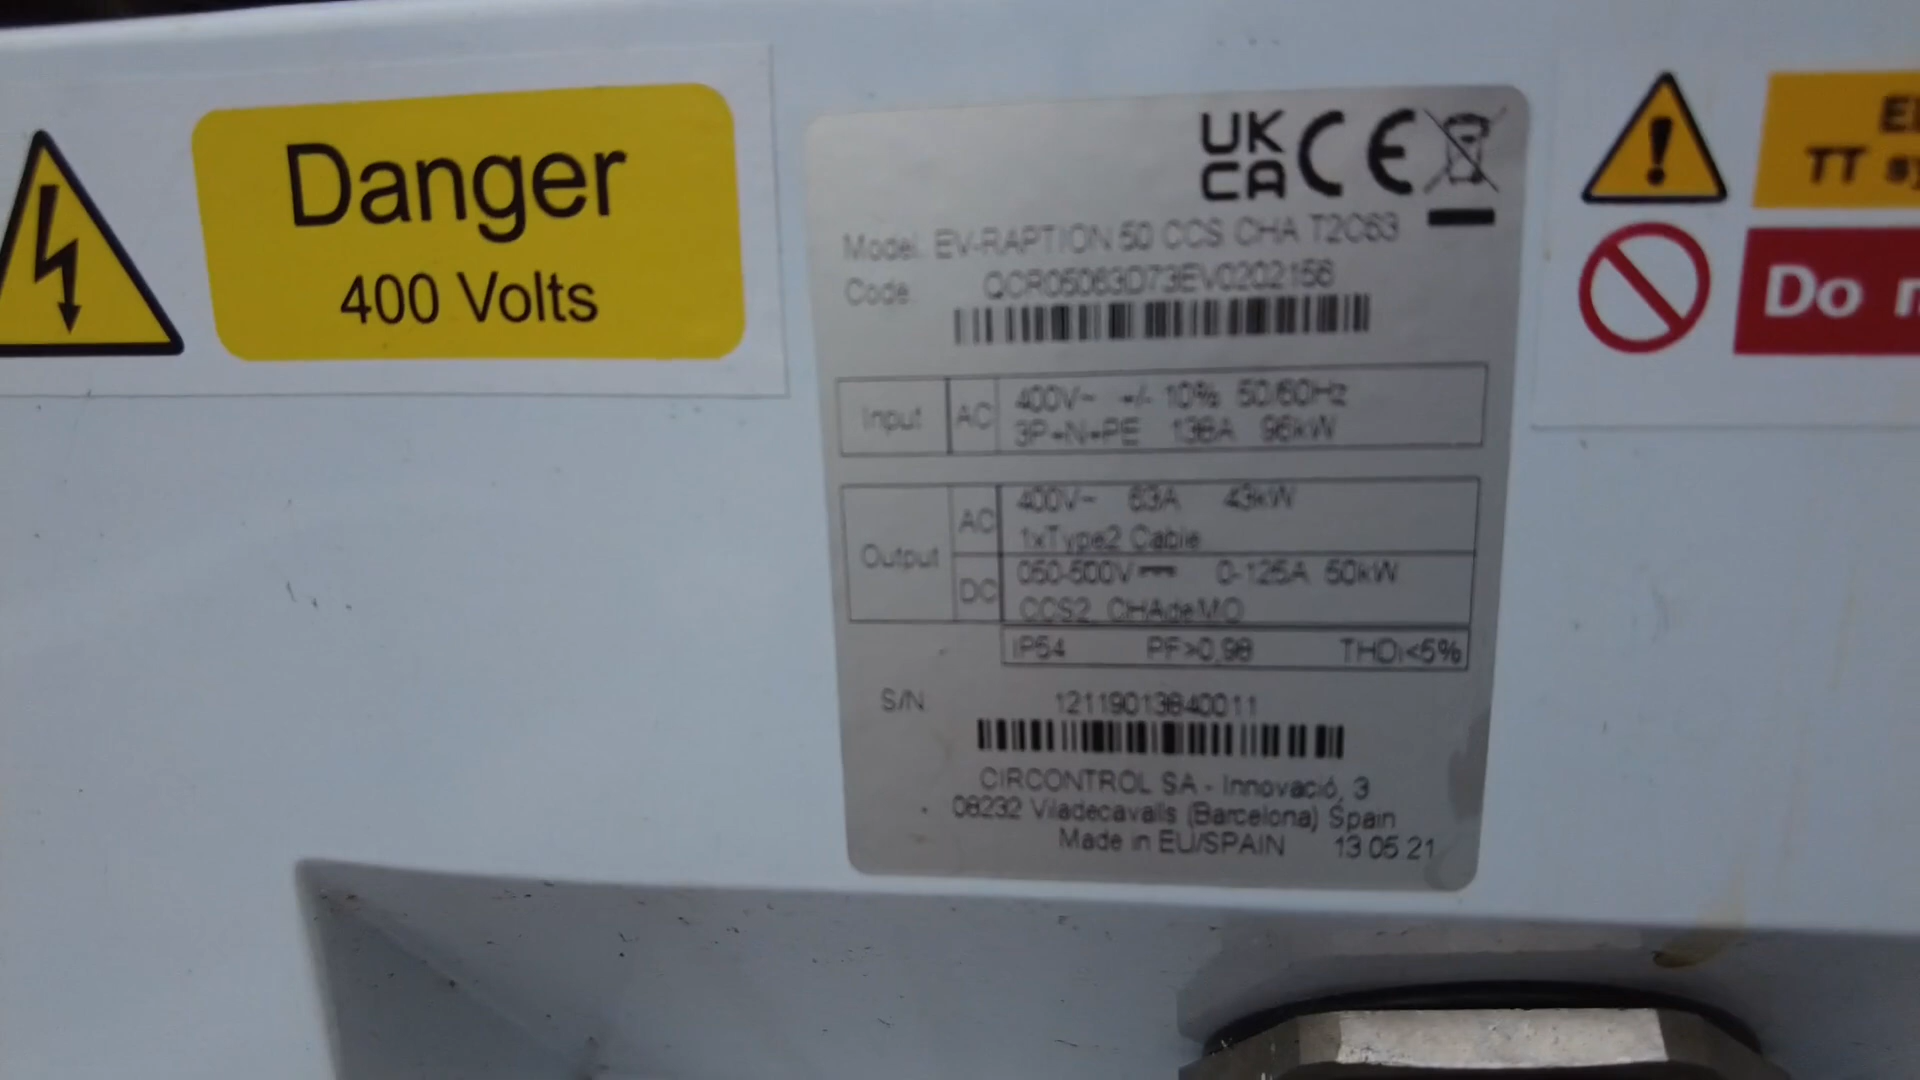 Danger
400 Volts
UK
CA CE
Model. EV-RAPTION 50 CCS CHA T2C63
Code. QCR05063D73EV0202156
Input AC 400V~ +/- 10% 50/60Hz
3P+N+PE 138A 96kW
Output AC 400V~ 63A 43kW
1xType2 Cable
DC 050-500V 0-125A 50kW
CCS2, CHAdeMO
IP54 PF>0,98 THDi<5%
S/N 12119013840011
CIRCONTROL SA - Innovació, 3
08232 Viladecavalls (Barcelona) Spain
Made in EU/SPAIN 13 05 21
TT
Do